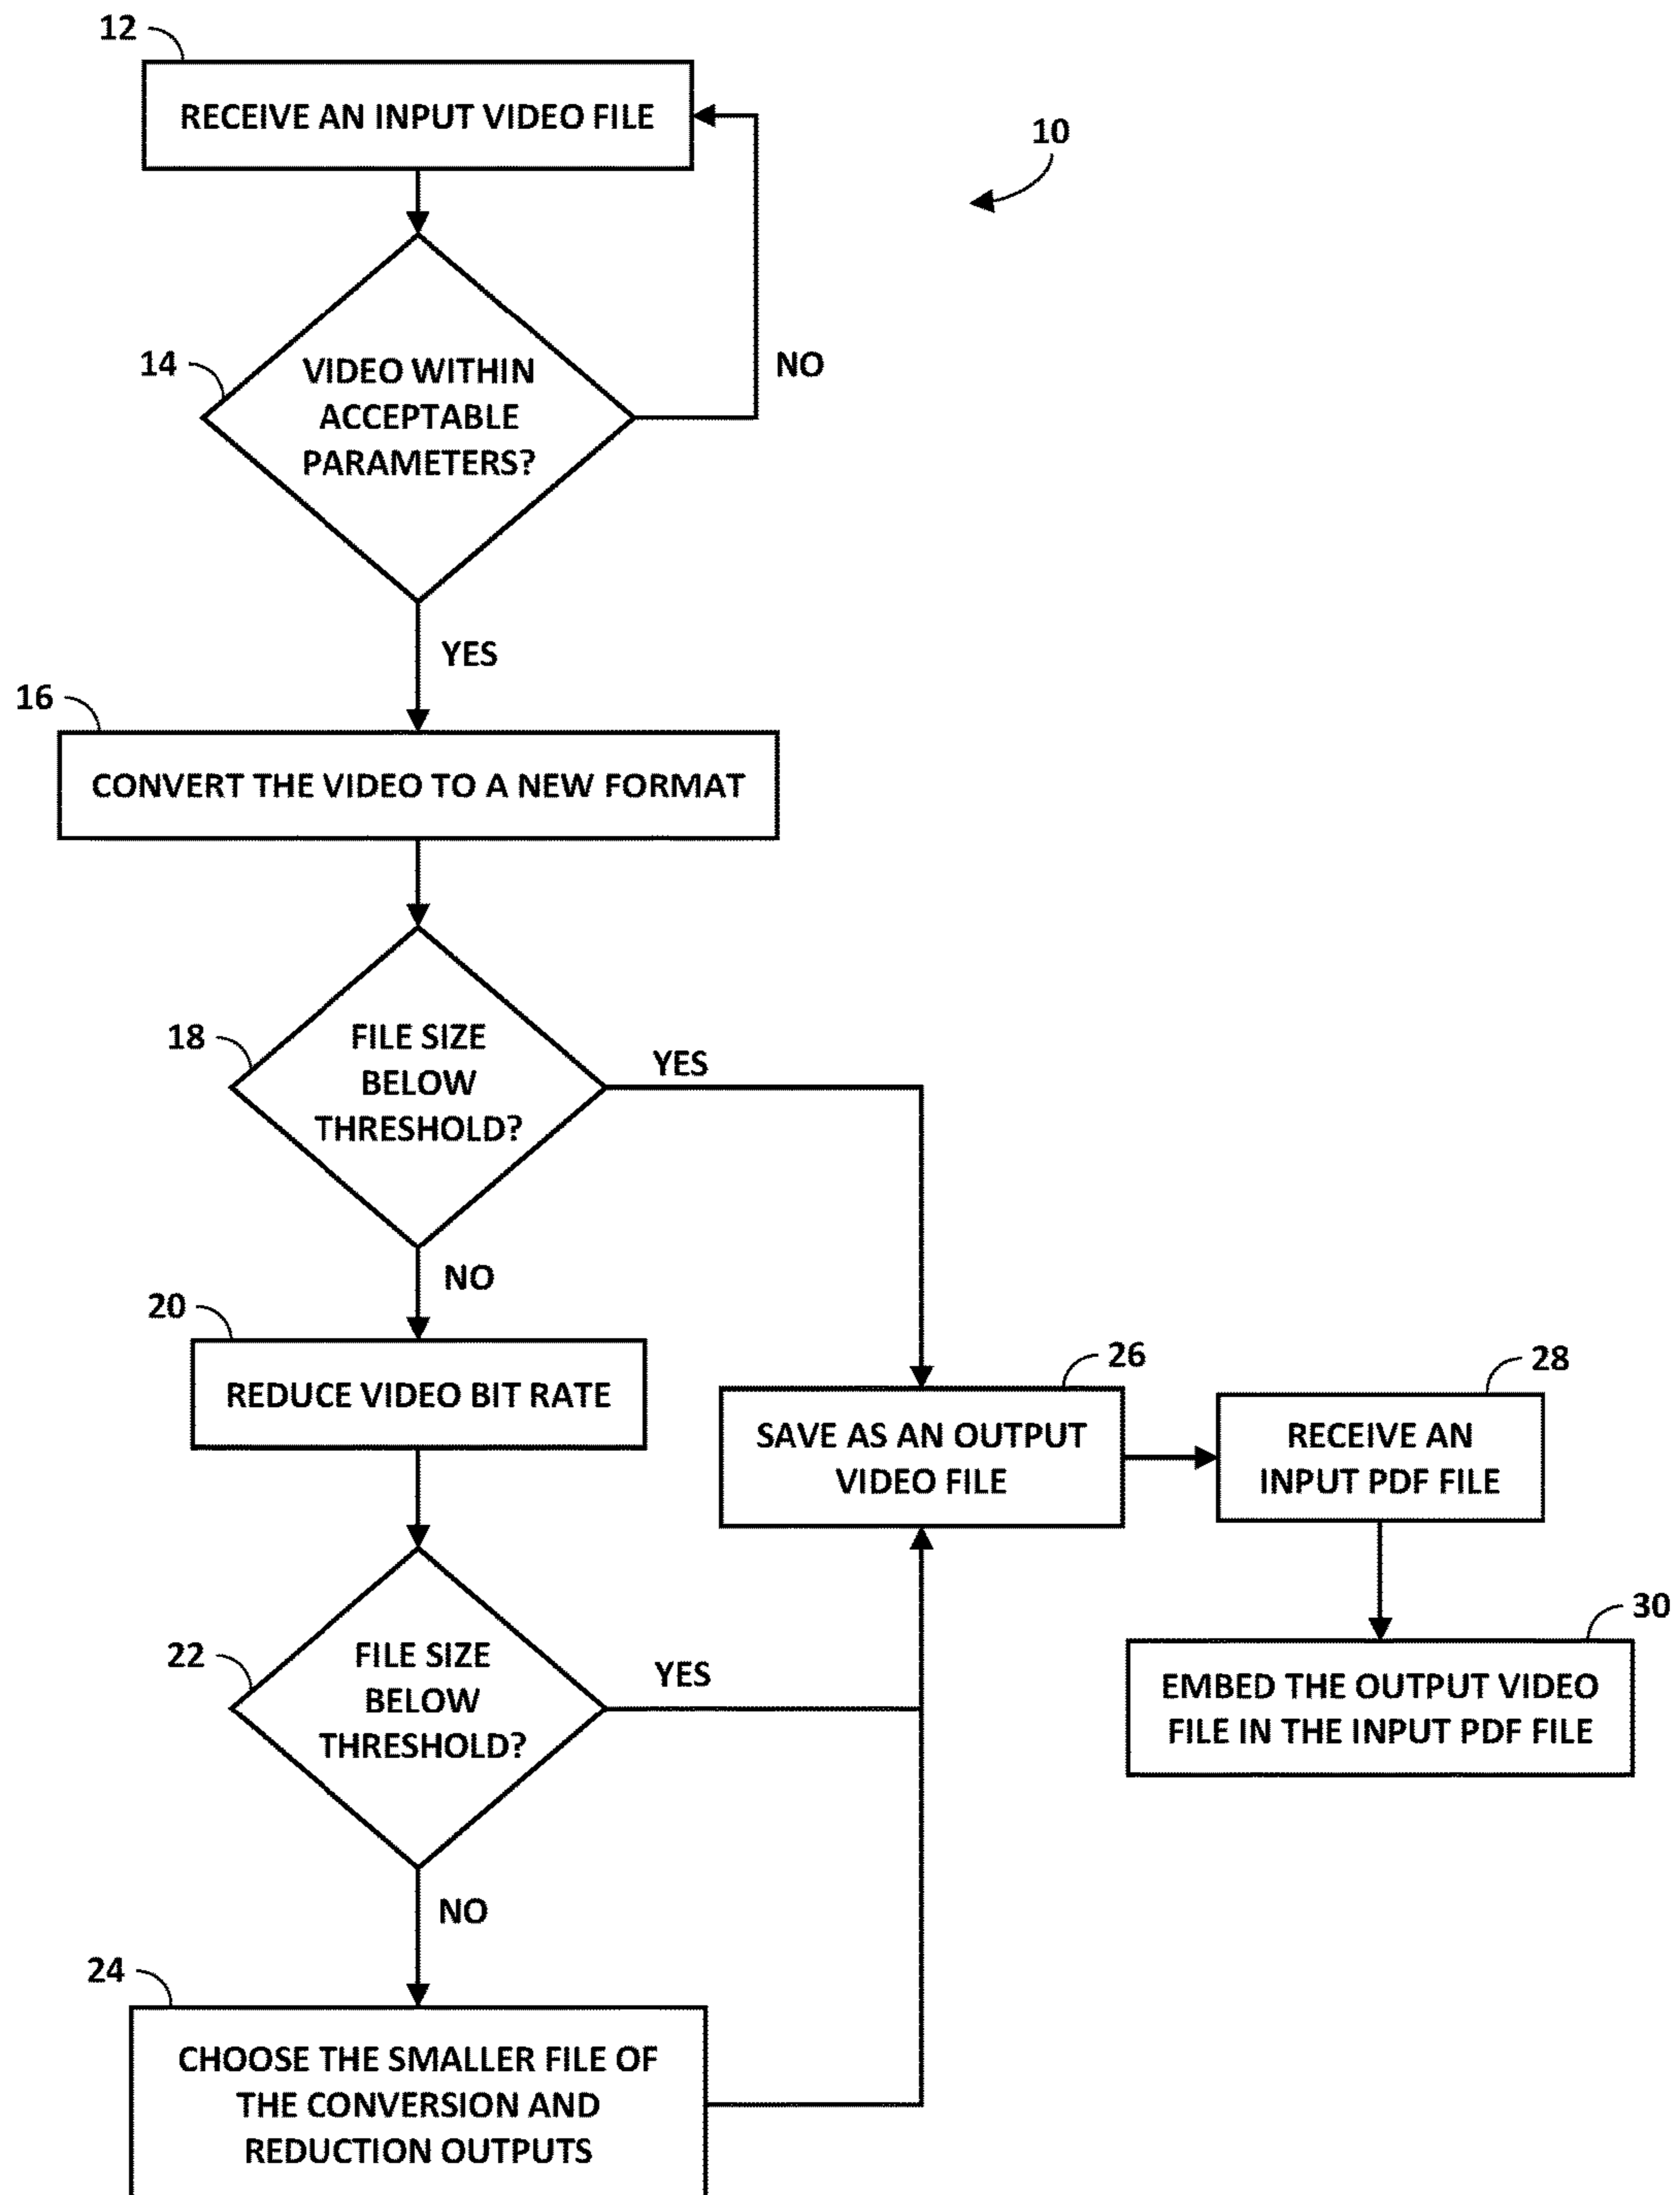 12
RECEIVE AN INPUT VIDEO FILE
10
14
VIDEO WITHIN
ACCEPTABLE
PARAMETERS?
NO
YES
16
CONVERT THE VIDEO TO A NEW FORMAT
18
FILE SIZE
BELOW
THRESHOLD?
YES
NO
20
REDUCE VIDEO BIT RATE
26
SAVE AS AN OUTPUT
VIDEO FILE
28
RECEIVE AN
INPUT PDF FILE
22
FILE SIZE
BELOW
THRESHOLD?
YES
30
EMBED THE OUTPUT VIDEO
FILE IN THE INPUT PDF FILE
NO
24
CHOOSE THE SMALLER FILE OF
THE CONVERSION AND
REDUCTION OUTPUTS